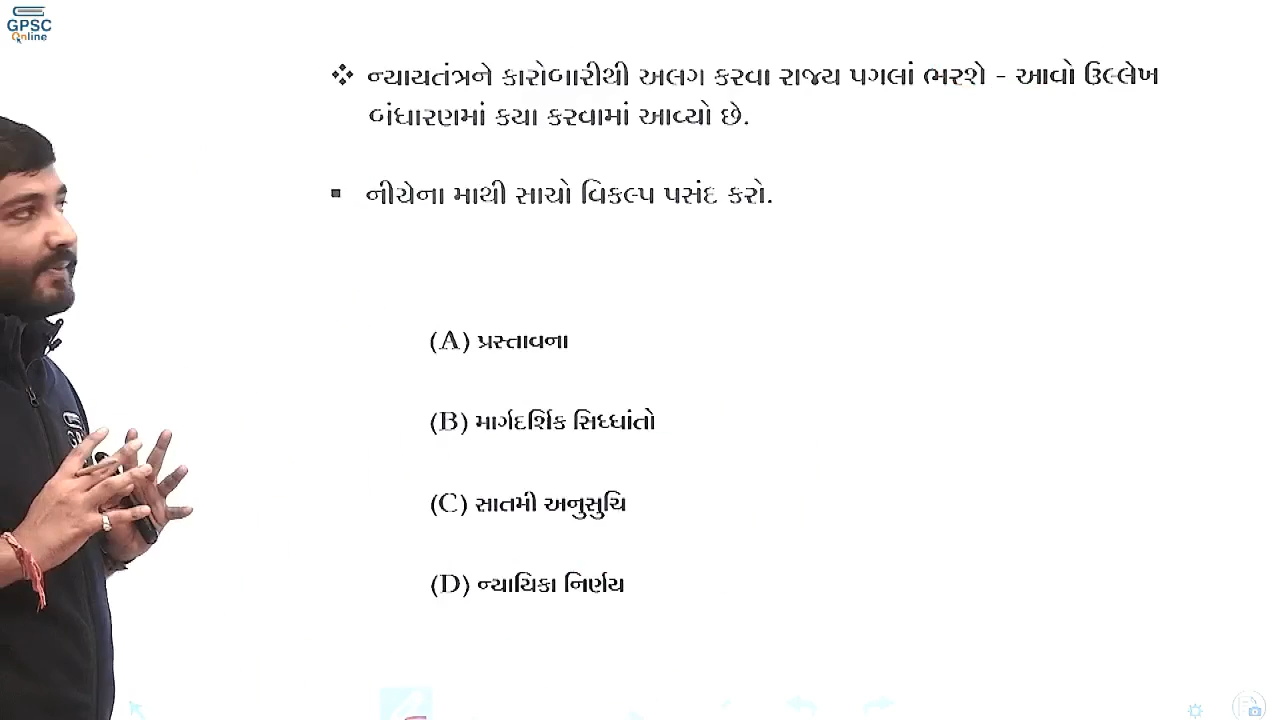 GPSC
Online
❖ ન્યાયતંત્રને કારોબારીથી અલગ કરવા રાજ્ય પગલાં ભરશે - આવો ઉલ્લેખ
બંધારણમાં કયા કરવામાં આવ્યો છે.
▪ નીચેના માથી સાચો વિકલ્પ પસંદ કરો.
(A) પ્રસ્તાવના
(B) માર્ગદર્શિક સિધ્ધાંતો
(C) સાતમી અનુસુચિ
(D) ન્યાયિકા નિર્ણય